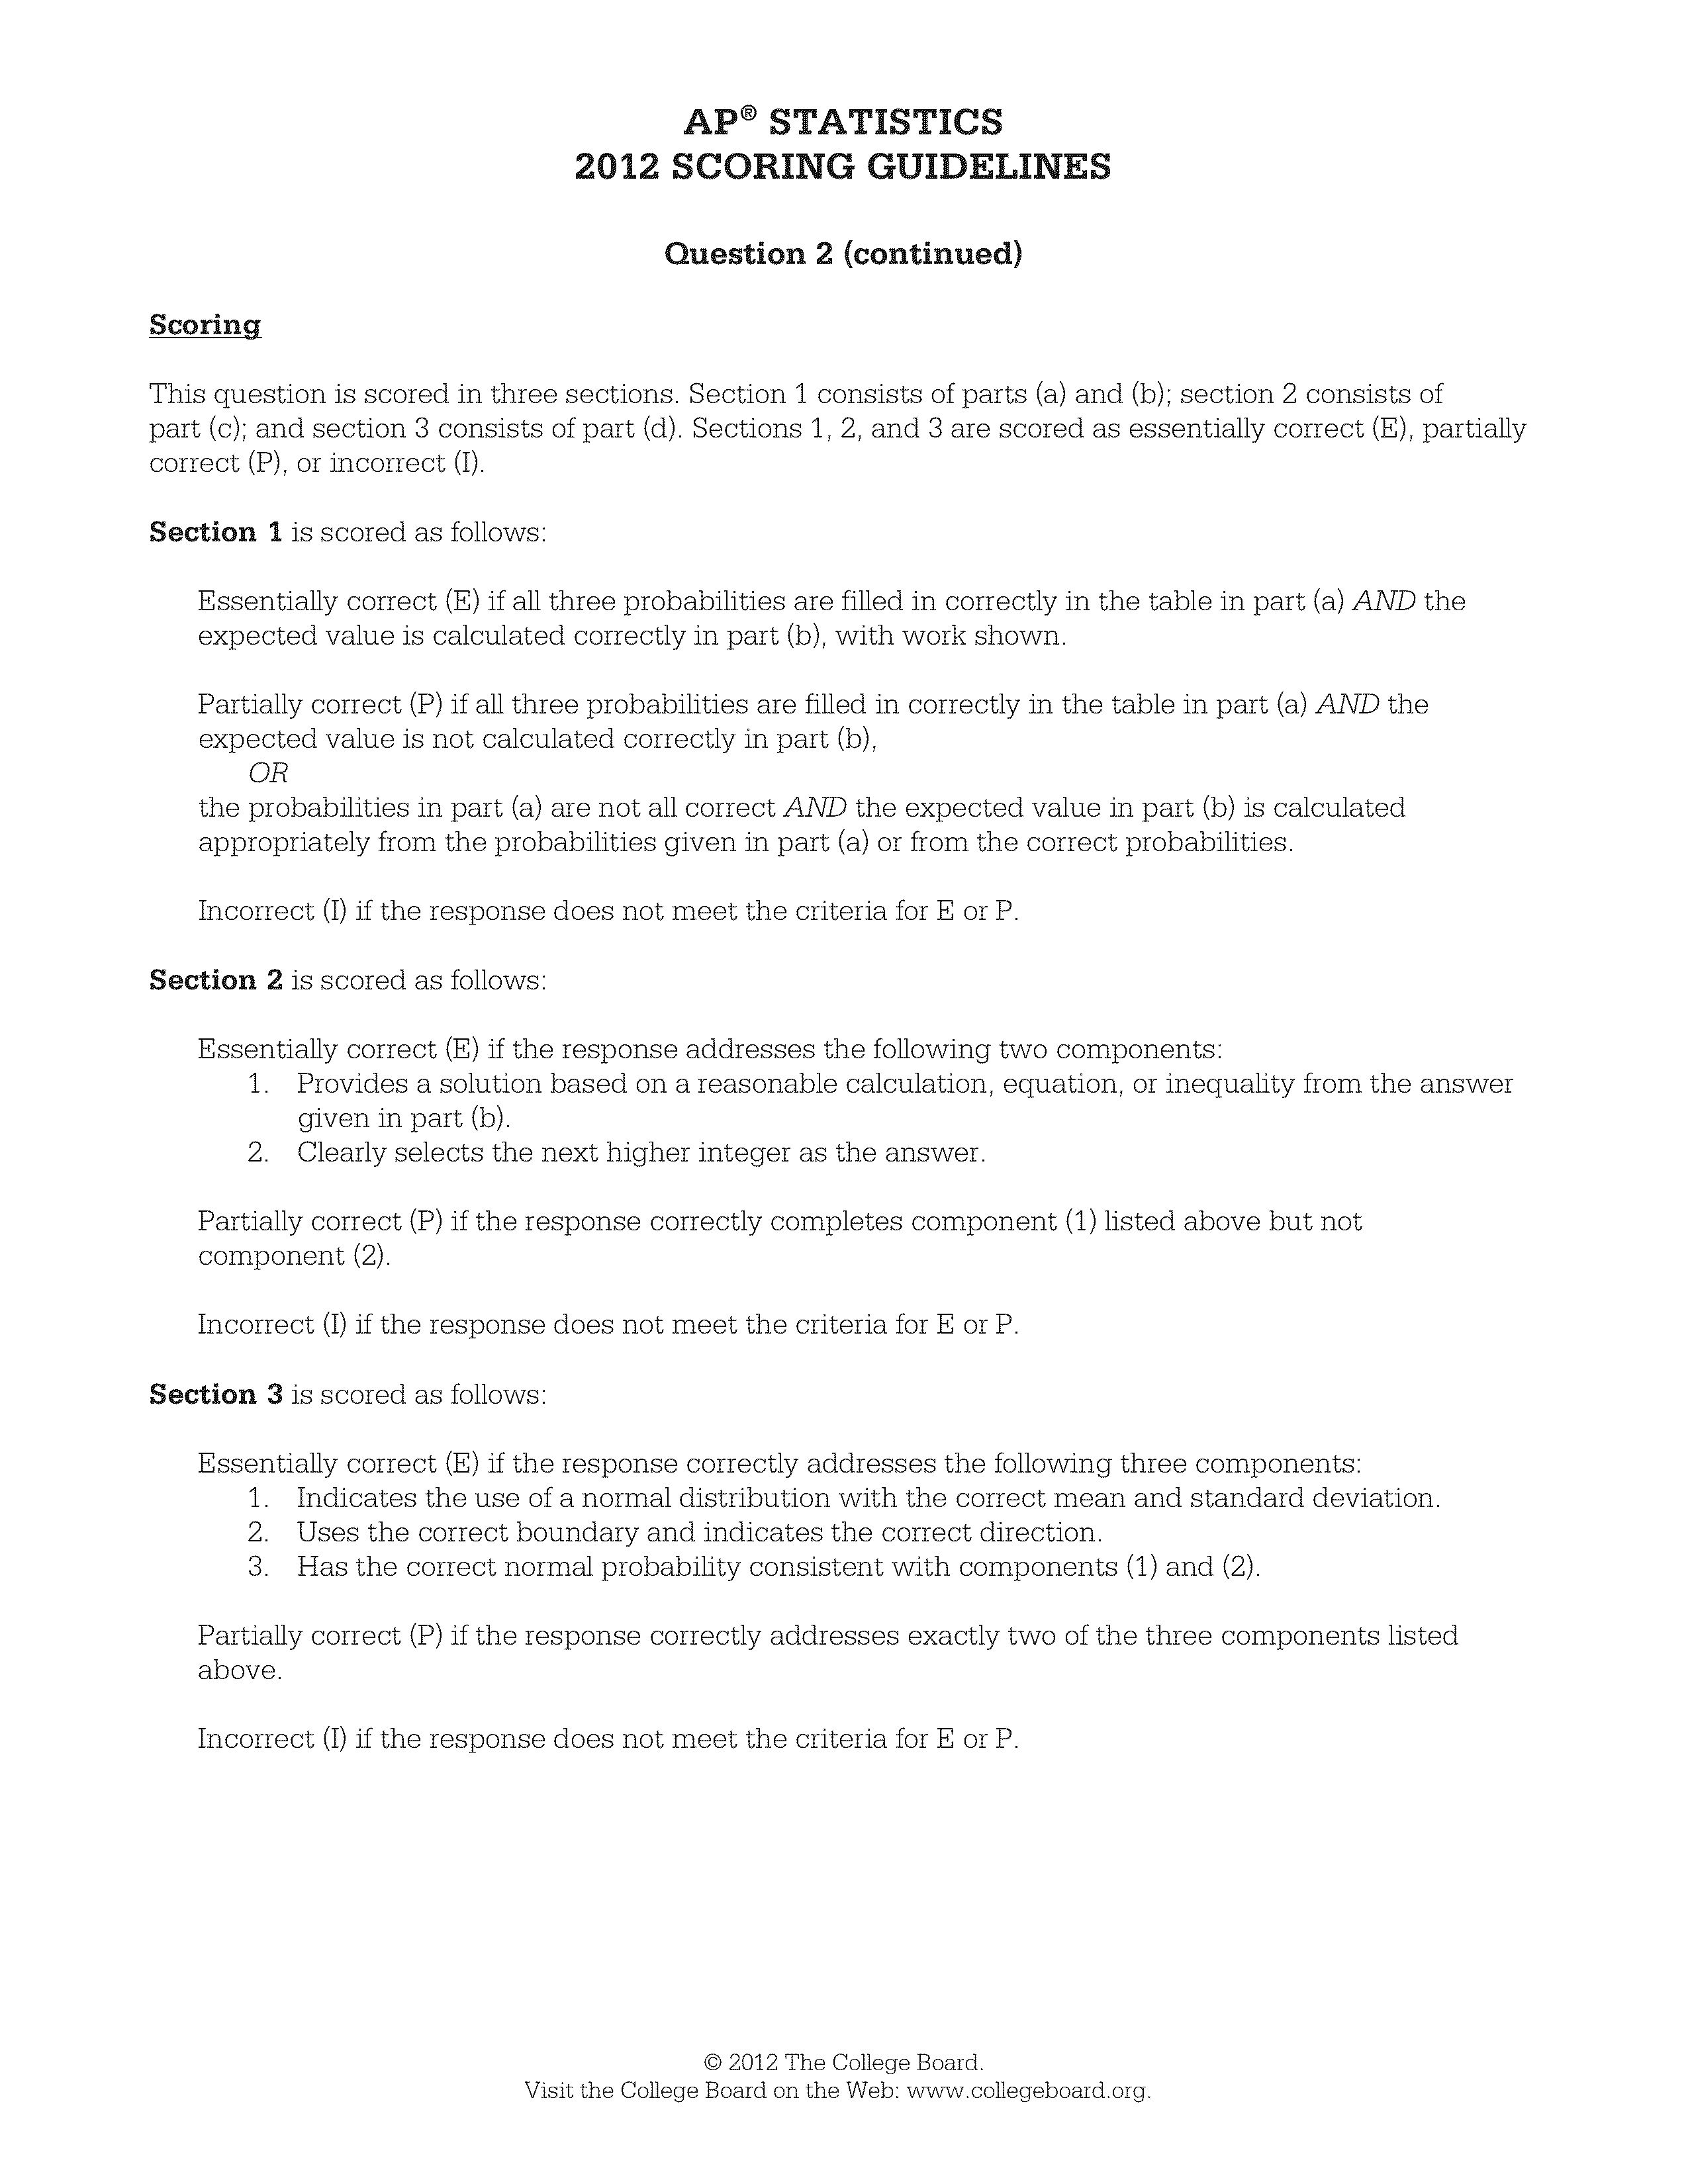 AP® STATISTICS
2012 SCORING GUIDELINES
Question 2 (continued)
Scoring
This question is scored in three sections. Section 1 consists of parts (a) and (b); section 2 consists of
part (c); and section 3 consists of part (d). Sections 1, 2, and 3 are scored as essentially correct (E), partially
correct (P), or incorrect (I).
Section 1 is scored as follows:
Essentially correct (E) if all three probabilities are filled in correctly in the table in part (a) AND the
expected value is calculated correctly in part (b), with work shown.
Partially correct (P) if all three probabilities are filled in correctly in the table in part (a) AND the
expected value is not calculated correctly in part (b),
OR
the probabilities in part (a) are not all correct AND the expected value in part (b) is calculated
appropriately from the probabilities given in part (a) or from the correct probabilities.
Incorrect (I) if the response does not meet the criteria for E or P.
Section 2 is scored as follows:
Essentially correct (E) if the response addresses the following two components:
1. Provides a solution based on a reasonable calculation, equation, or inequality from the answer
given in part (b).
2. Clearly selects the next higher integer as the answer.
Partially correct (P) if the response correctly completes component (1) listed above but not
component (2).
Incorrect (I) if the response does not meet the criteria for E or P.
Section 3 is scored as follows:
Essentially correct (E) if the response correctly addresses the following three components:
1. Indicates the use of a normal distribution with the correct mean and standard deviation.
2. Uses the correct boundary and indicates the correct direction.
3. Has the correct normal probability consistent with components (1) and (2).
Partially correct (P) if the response correctly addresses exactly two of the three components listed
above.
Incorrect (I) if the response does not meet the criteria for E or P.
© 2012 The College Board.
Visit the College Board on the Web: www.collegeboard.org.